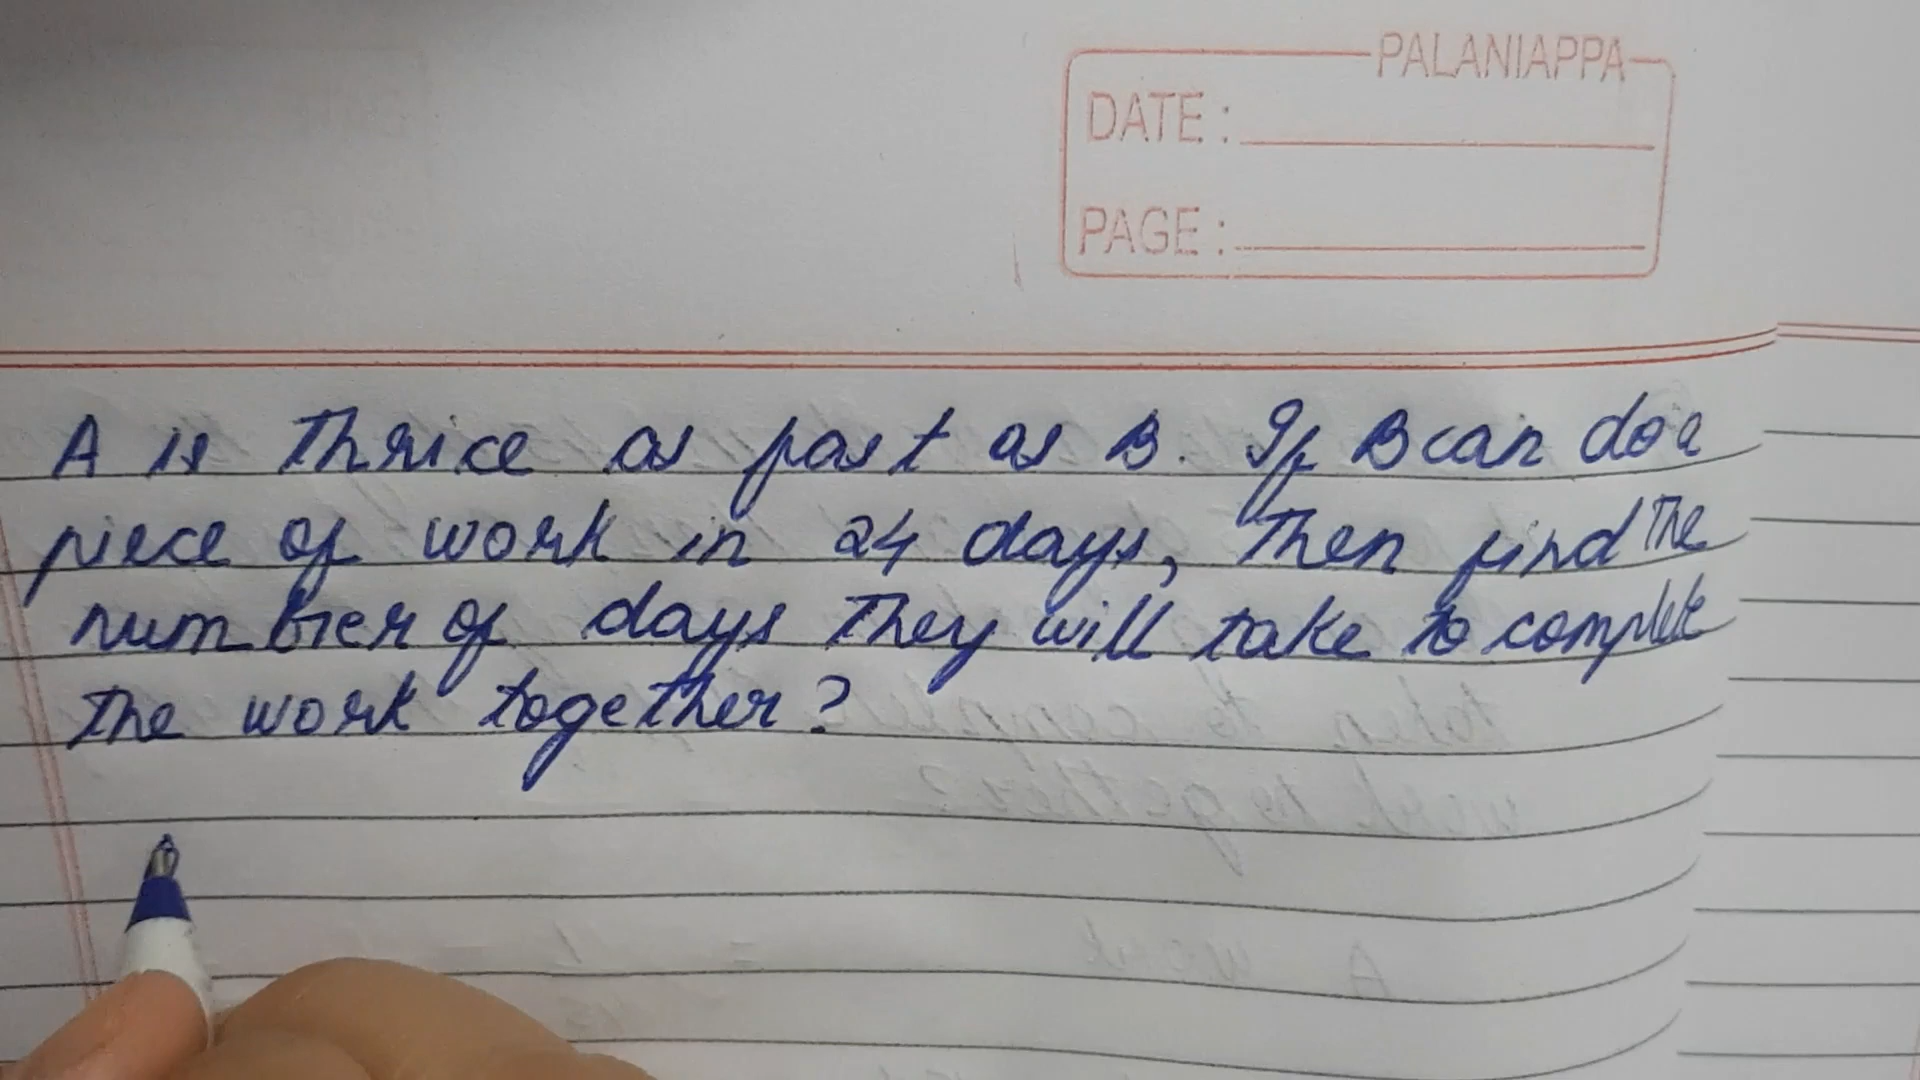 PALANIAPPA
DATE :
PAGE :
A is Thrice as fast as B. If B can do a
piece of work in 24 days, Then find The
number of days They will take to complete
The work together?